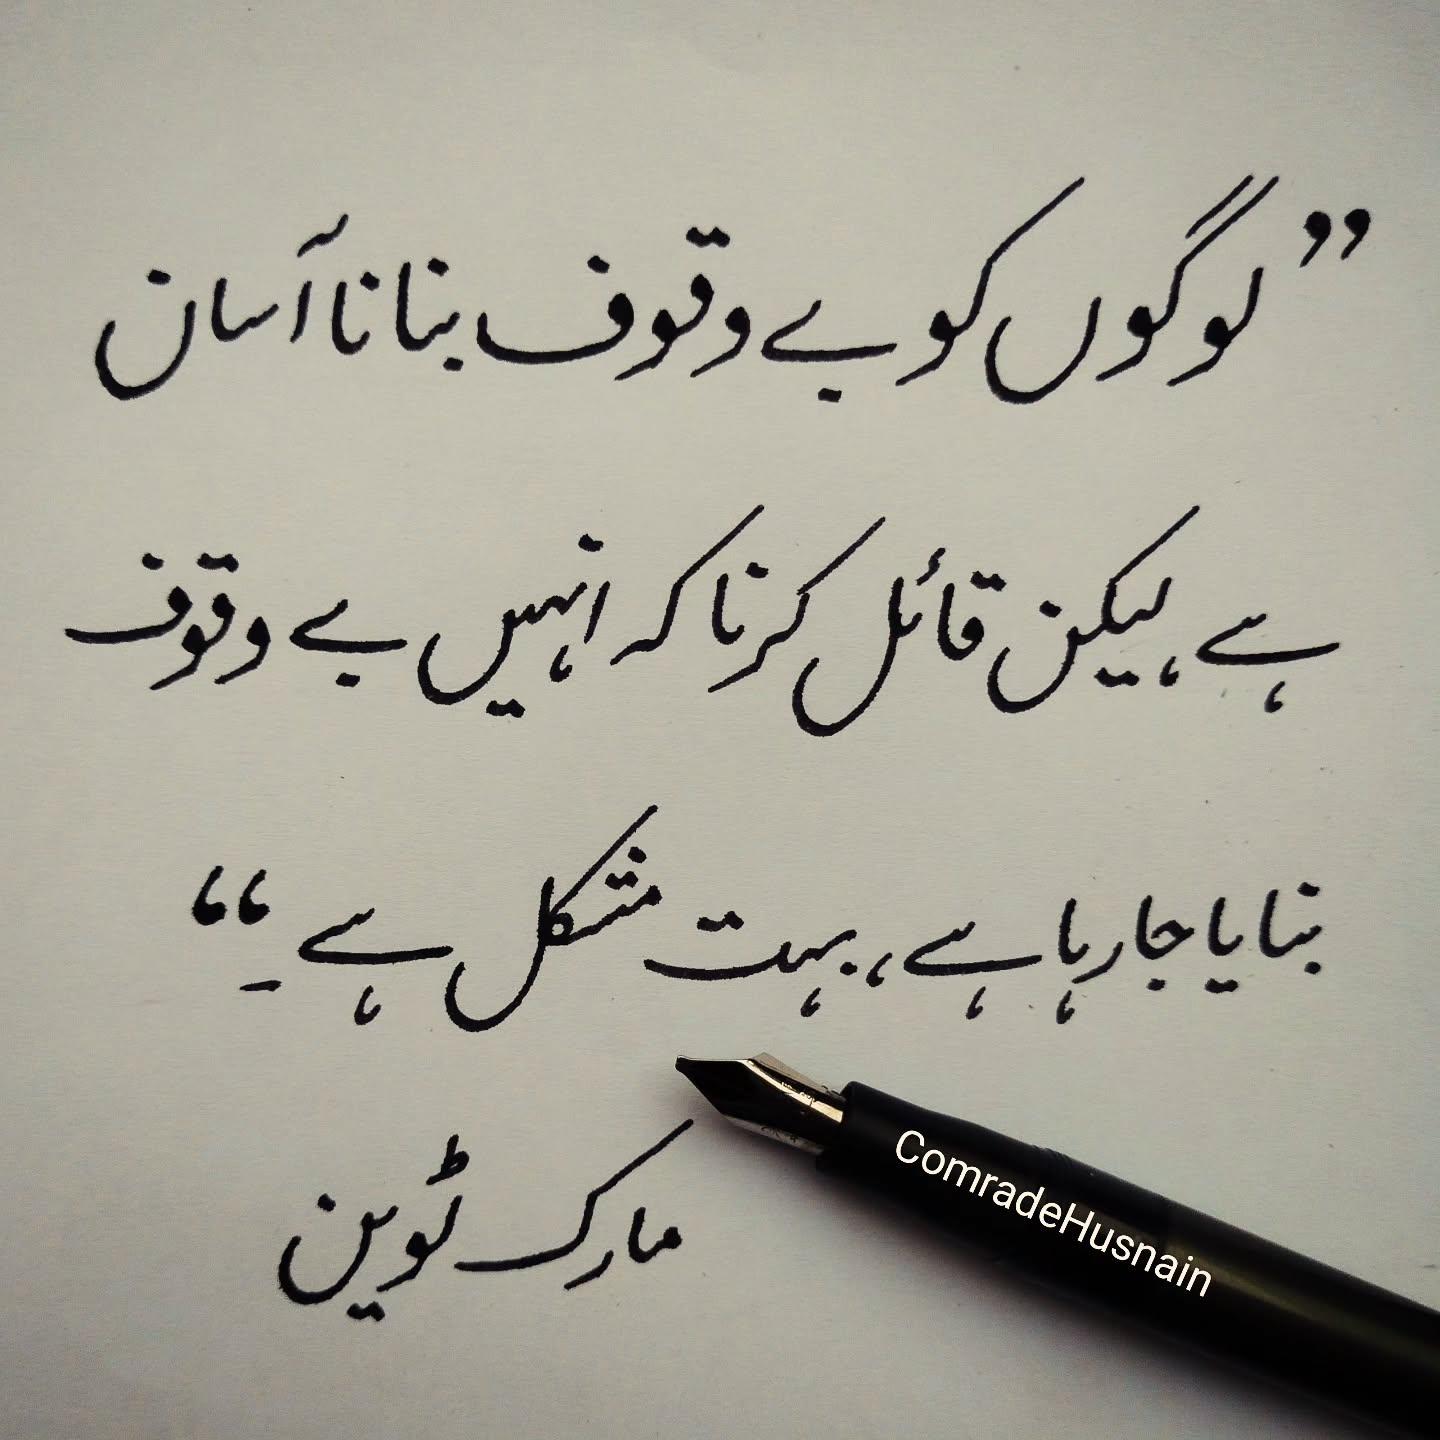 ”لوگوں کو بے وقوف بنانا آسان
ہے، لیکن قائل کرنا کہ انہیں بے وقوف
بنایا جا رہا ہے، بہت مشکل ہے۔“
مارک ٹوین
ComradeHusnain